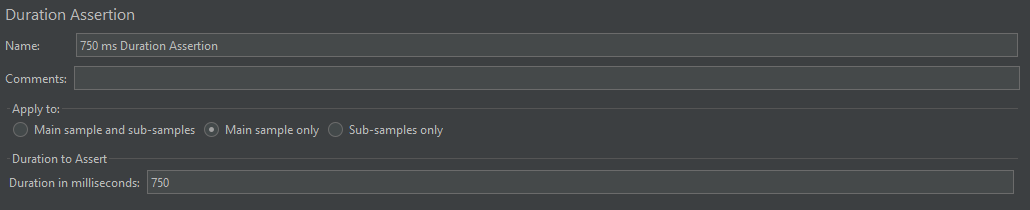 Duration Assertion
Name: 750 ms Duration Assertion
Comments:
Apply to:
Main sample and sub-samples Main sample only Sub-samples only
Duration to Assert
Duration in milliseconds: 750